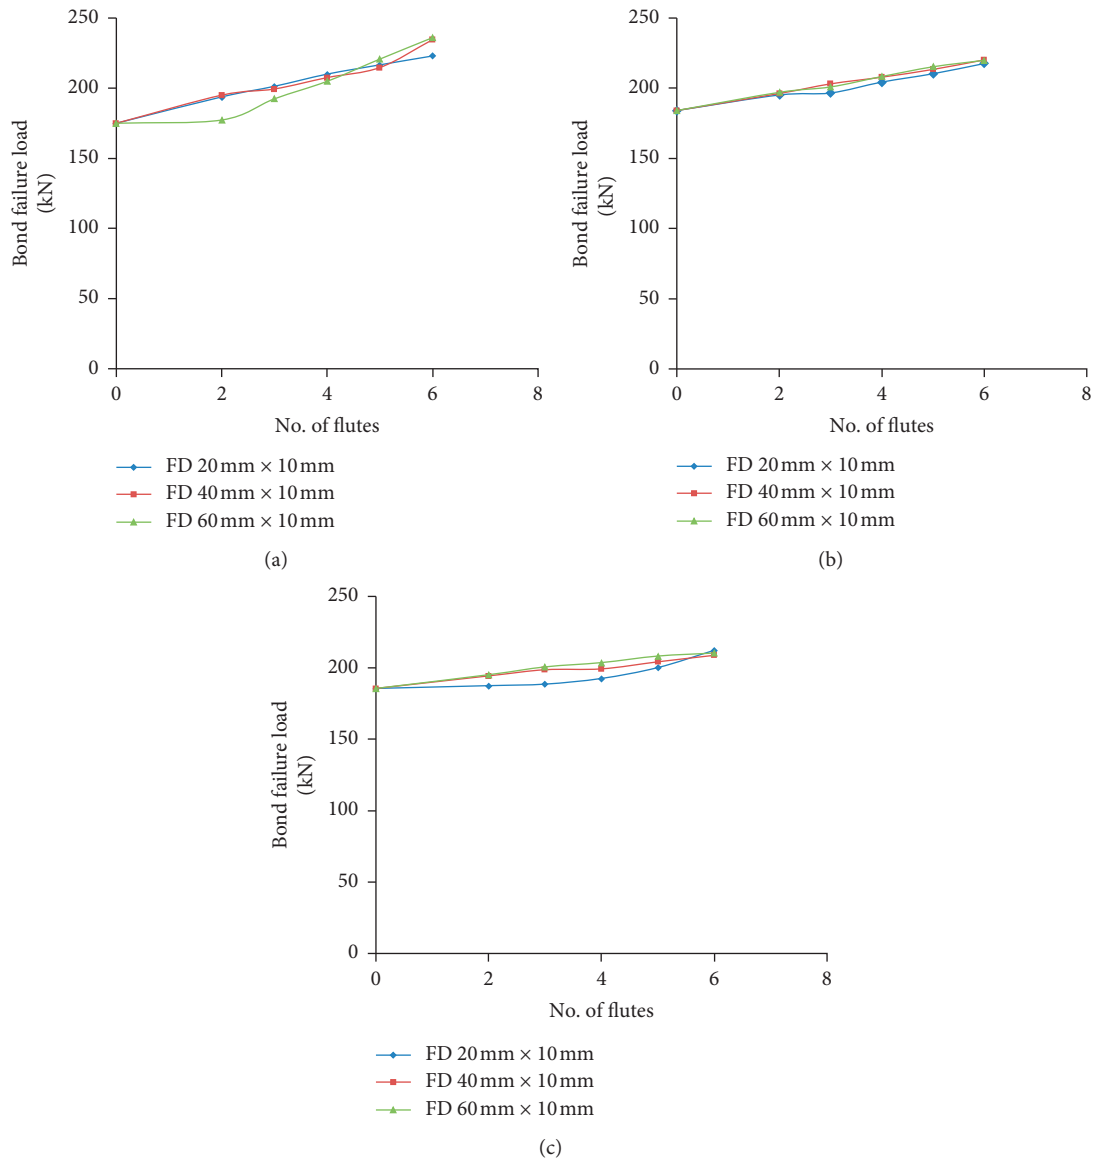 250
200
150
100
50
0
Bond failure load
(kN)
0 2 4 6 8
No. of flutes
FD 20 mm × 10 mm
FD 40 mm × 10 mm
FD 60 mm × 10 mm
(a)
250
200
150
100
50
0
Bond failure load
(kN)
0 2 4 6 8
No. of flutes
FD 20 mm × 10 mm
FD 40 mm × 10 mm
FD 60 mm × 10 mm
(b)
250
200
150
100
50
0
Bond failure load
(kN)
0 2 4 6 8
No. of flutes
FD 20 mm × 10 mm
FD 40 mm × 10 mm
FD 60 mm × 10 mm
(c)